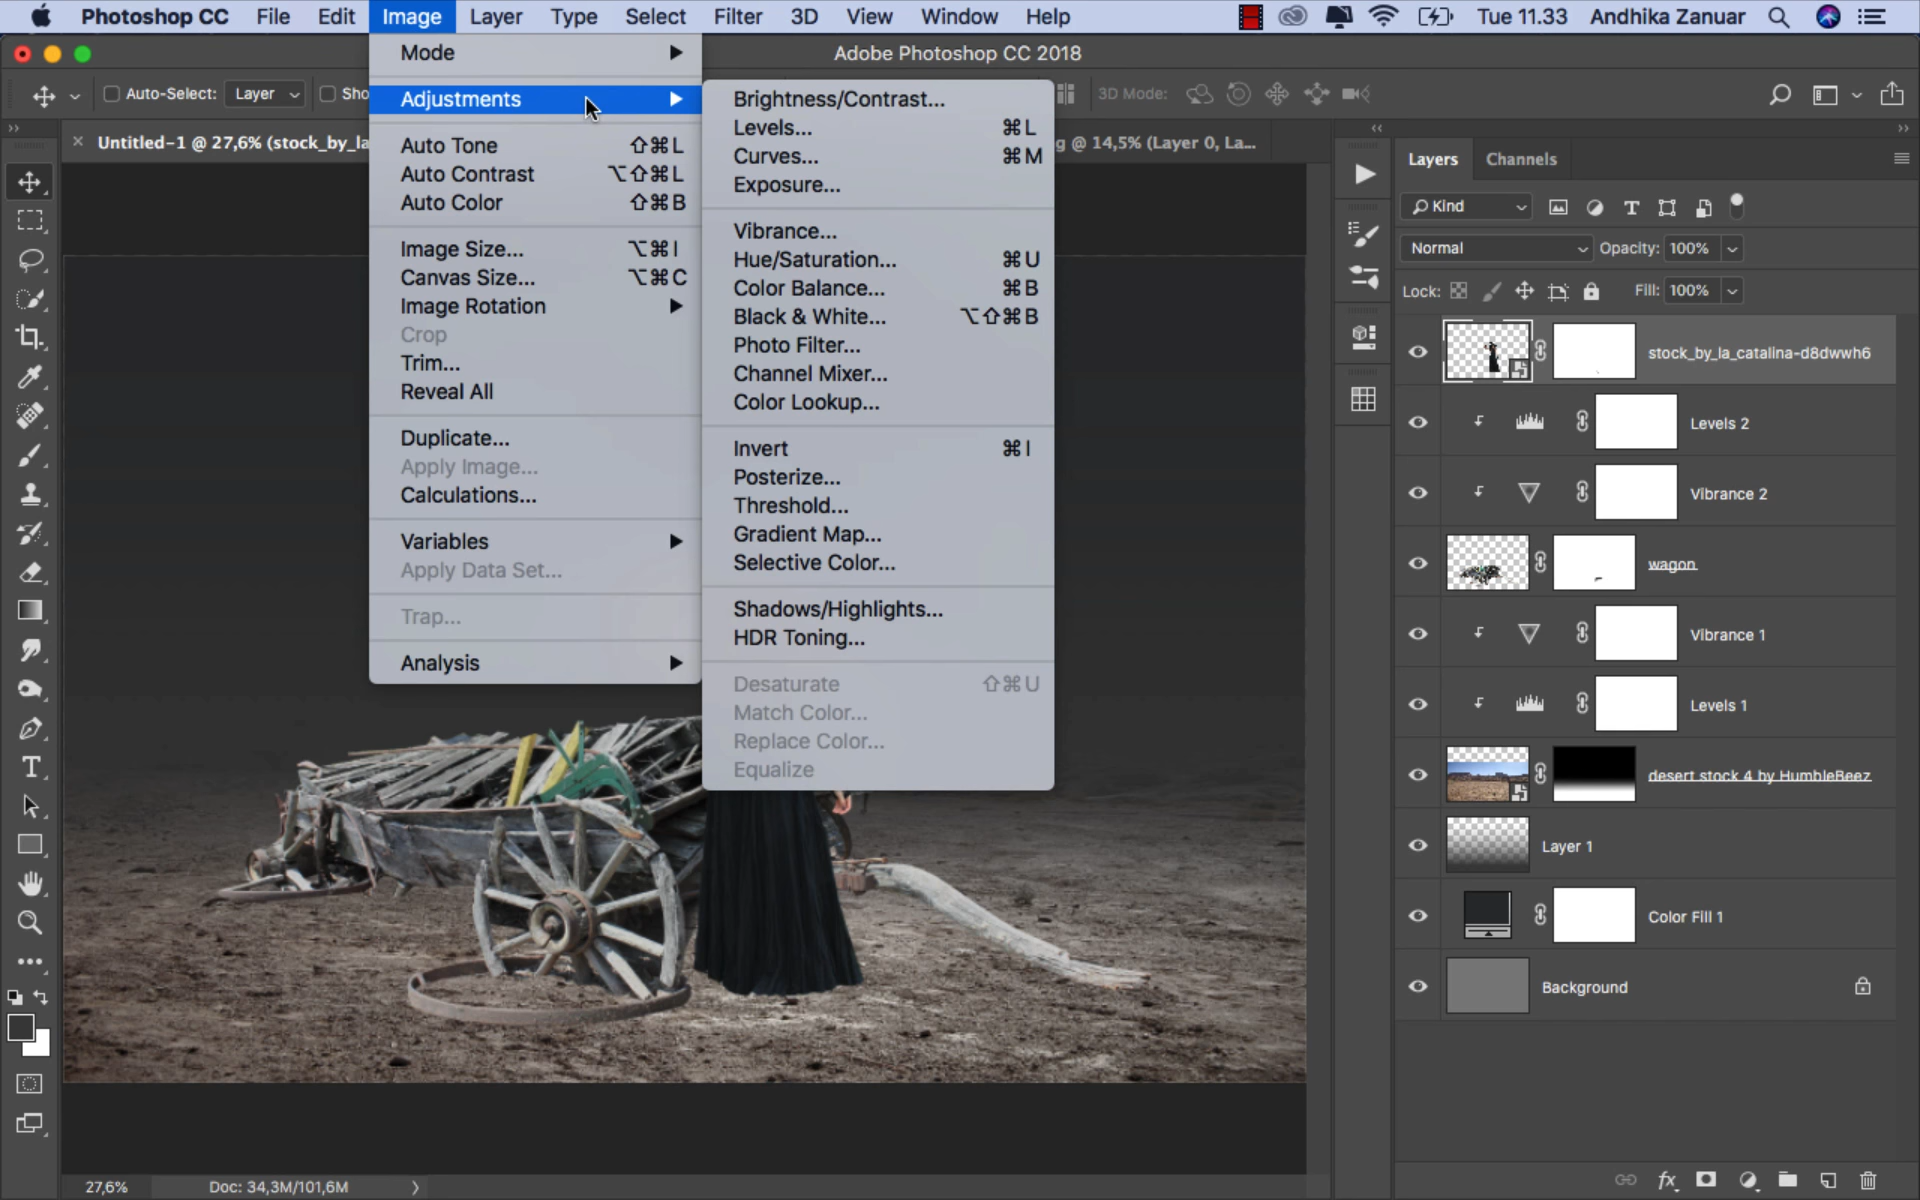 Photoshop CC File Edit Image Layer Type Select Filter 3D View Window Help Tue 11.33 Andhika Zanuar
Adobe Photoshop CC 2018
Auto-Select: Layer Sho 3D Mode:
× Untitled-1 @ 27,6% (stock_by_la g @ 14,5% (Layer 0, La...
Mode
Adjustments
Auto Tone ⇧⌘L
Auto Contrast ⌥⇧⌘L
Auto Color ⇧⌘B
Image Size... ⌥⌘I
Canvas Size... ⌥⌘C
Image Rotation
Crop
Trim...
Reveal All
Duplicate...
Apply Image...
Calculations...
Variables
Apply Data Set...
Trap...
Analysis
Brightness/Contrast...
Levels... ⌘L
Curves... ⌘M
Exposure...
Vibrance...
Hue/Saturation... ⌘U
Color Balance... ⌘B
Black & White... ⌥⇧⌘B
Photo Filter...
Channel Mixer...
Color Lookup...
Invert ⌘I
Posterize...
Threshold...
Gradient Map...
Selective Color...
Shadows/Highlights...
HDR Toning...
Desaturate ⇧⌘U
Match Color...
Replace Color...
Equalize
Layers Channels
Kind
Normal Opacity: 100%
Lock: Fill: 100%
stock_by_la_catalina-d8dwwh6
Levels 2
Vibrance 2
wagon
Vibrance 1
Levels 1
desert stock 4 by HumbleBeez
Layer 1
Color Fill 1
Background
27,6% Doc: 34,3M/101,6M
fx